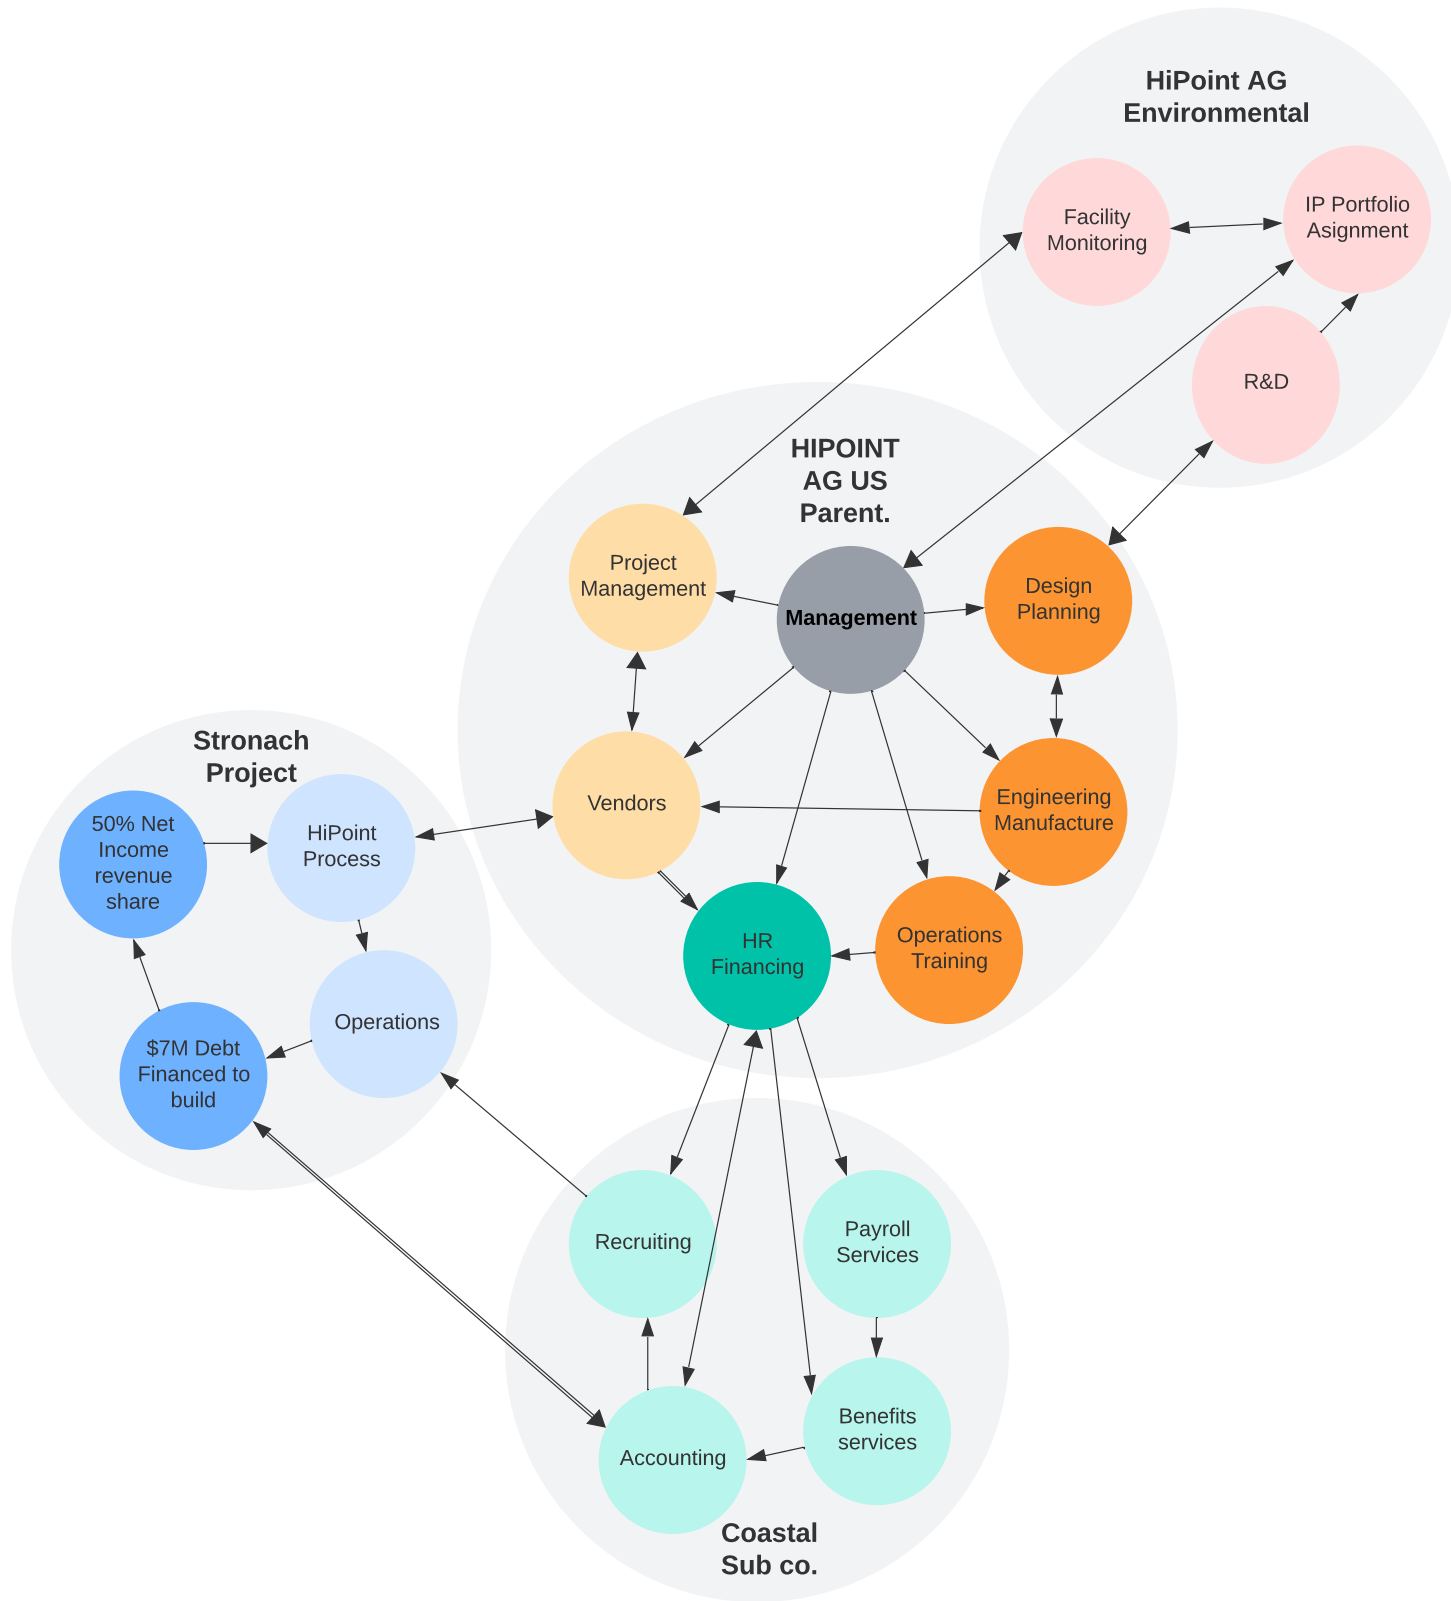 HiPoint AG
Environmental
Facility
Monitoring
IP Portfolio
Asignment
R&D
HIPOINT
AG US
Parent.
Project
Management
Management
Design
Planning
Vendors
Engineering
Manufacture
HR
Financing
Operations
Training
Stronach
Project
50% Net
Income
revenue
share
HiPoint
Process
Operations
$7M Debt
Financed to
build
Recruiting
Payroll
Services
Accounting
Benefits
services
Coastal
Sub co.